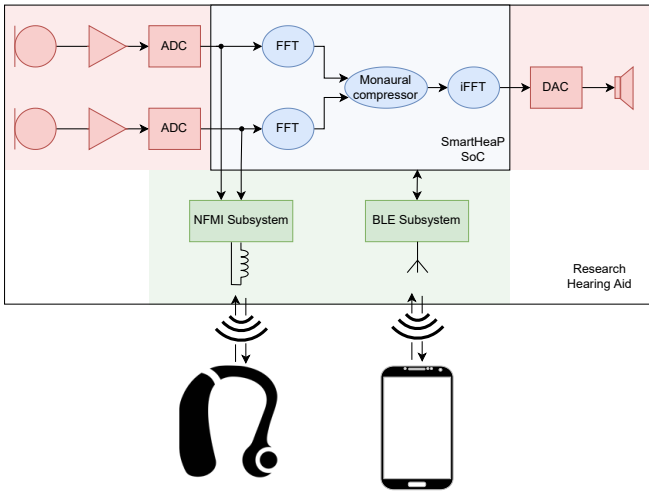 ADC
FFT
Monaural
compressor
iFFT
DAC
ADC
FFT
SmartHeaP
SoC
NFMI Subsystem
BLE Subsystem
Research
Hearing Aid